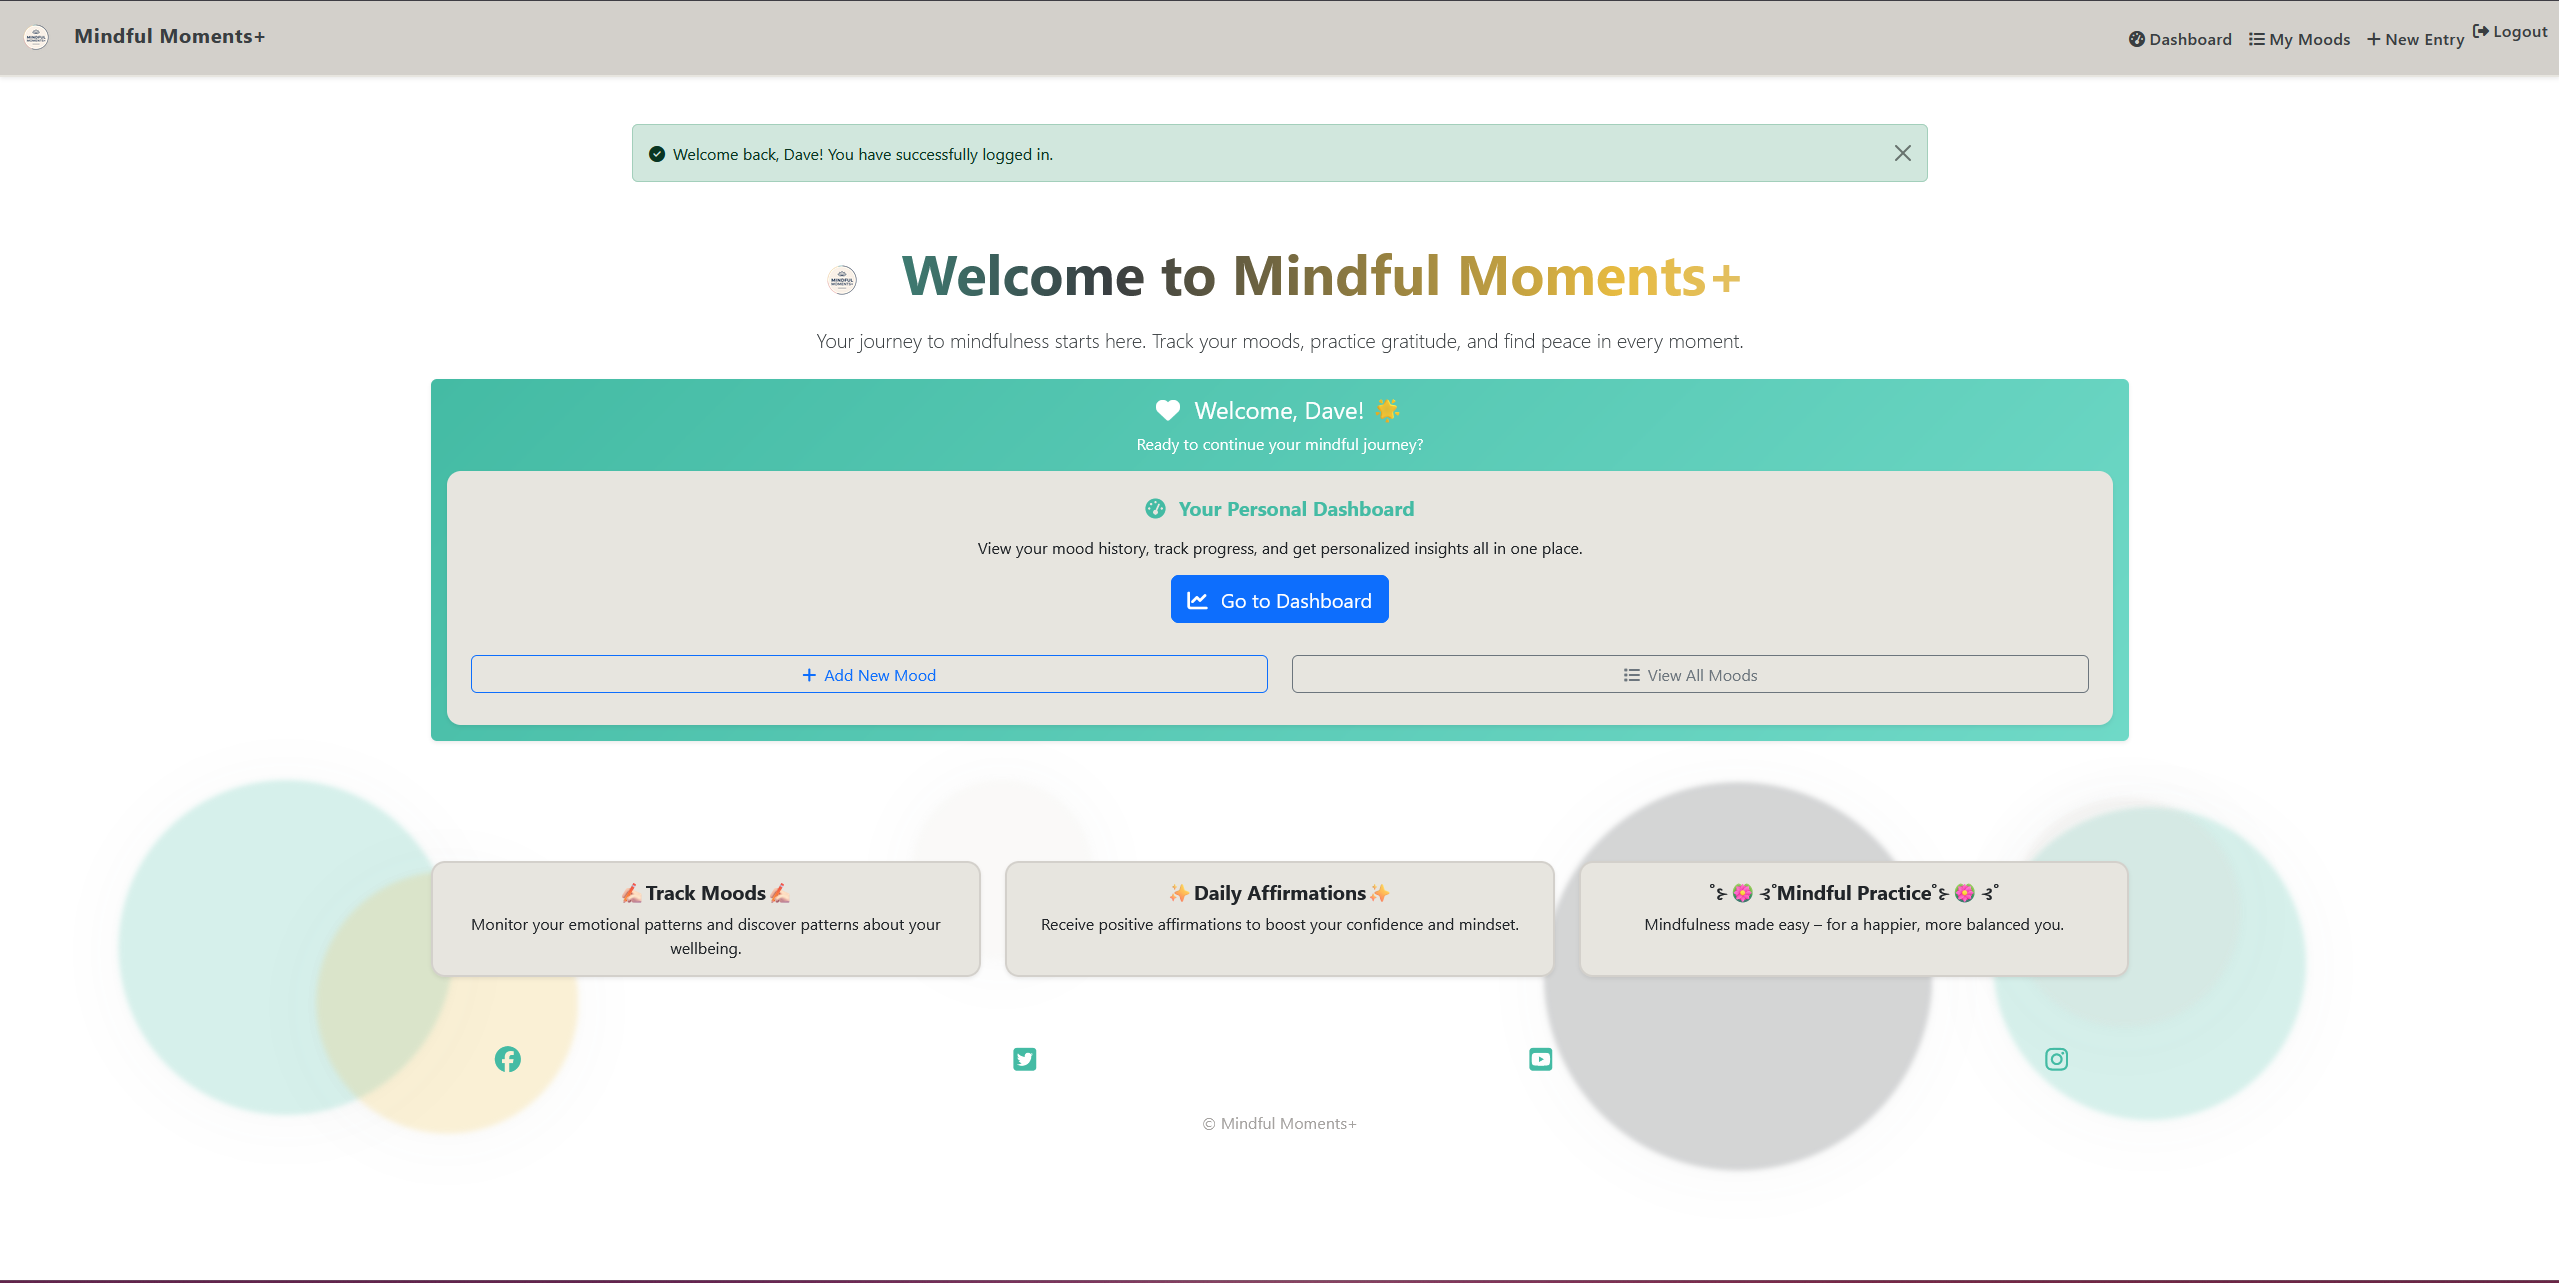 MINDFUL MOMENTS+
Mindful Moments+
Dashboard
My Moods
New Entry
Logout
Welcome back, Dave! You have successfully logged in.
MINDFUL MOMENTS+
Welcome to Mindful Moments+
Your journey to mindfulness starts here. Track your moods, practice gratitude, and find peace in every moment.
Welcome, Dave! 🌟
Ready to continue your mindful journey?
Your Personal Dashboard
View your mood history, track progress, and get personalized insights all in one place.
Go to Dashboard
+ Add New Mood
View All Moods
✍🏻Track Moods✍🏻
Monitor your emotional patterns and discover patterns about your
wellbeing.
✨Daily Affirmations✨
Receive positive affirmations to boost your confidence and mindset.
˚⊱🌸⊰˚Mindful Practice˚⊱🌸⊰˚
Mindfulness made easy – for a happier, more balanced you.
© Mindful Moments+